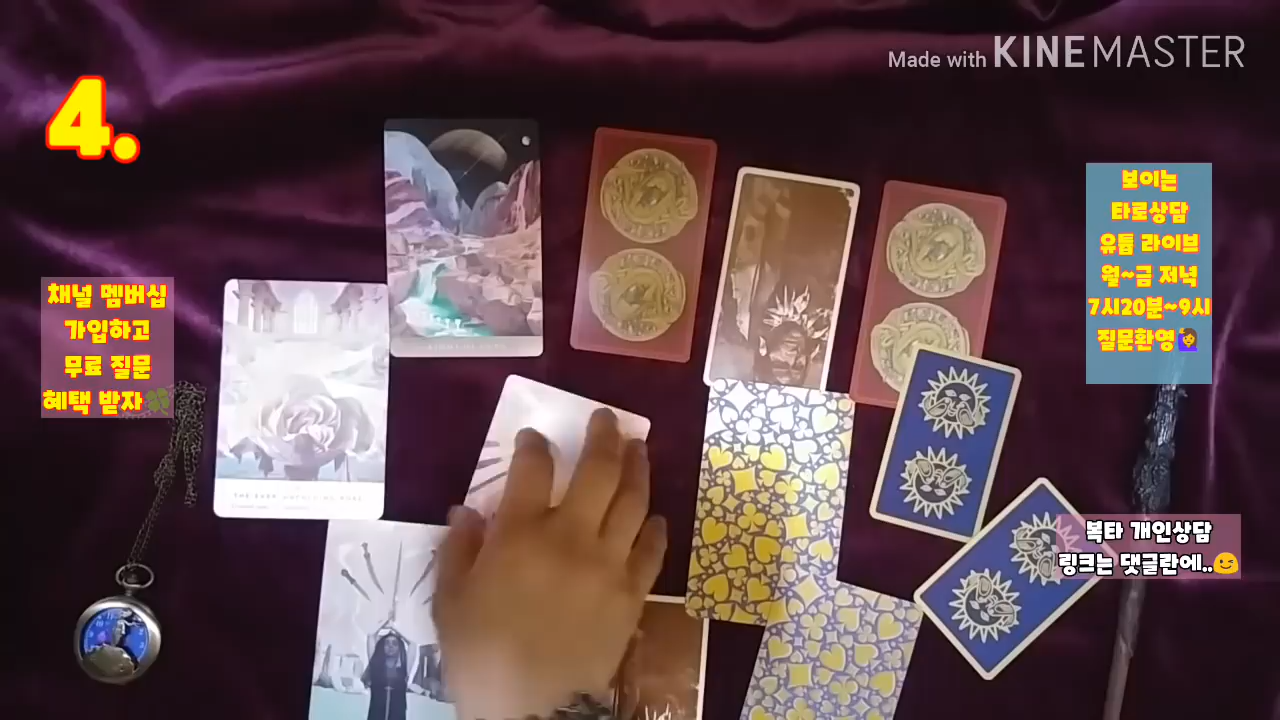 Made with KINEMASTER
4.
보이는
타로상담
유튭 라이브
월~금 저녁
7시20분~9시
질문환영🙋‍♀️
채널 멤버십
가입하고
무료 질문
혜택 받자🍀
복타 개인상담
링크는 댓글란에..😉